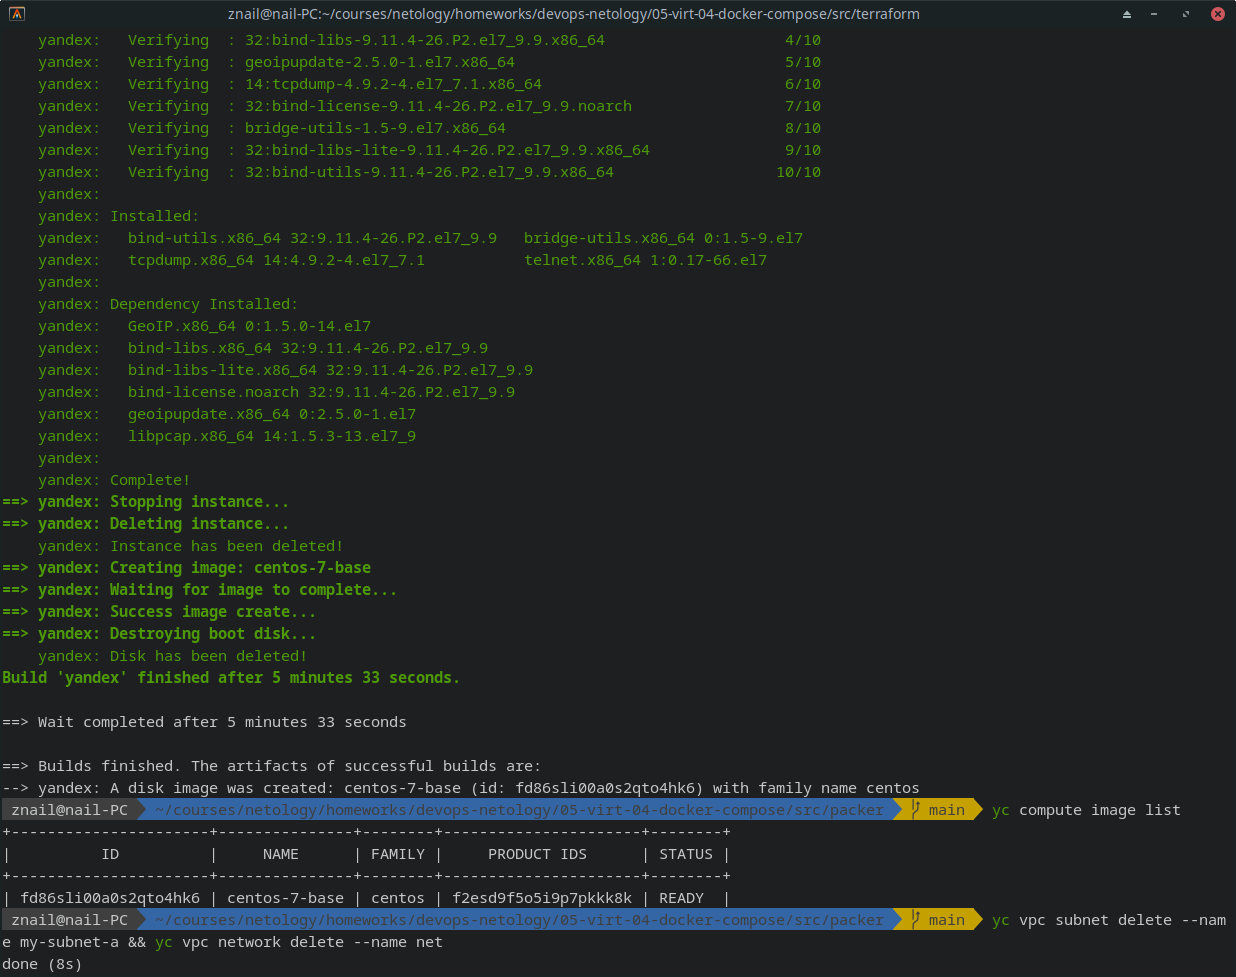 znail@nail-PC:~/courses/netology/homeworks/devops-netology/05-virt-04-docker-compose/src/terraform
yandex:   Verifying  : 32:bind-libs-9.11.4-26.P2.el7_9.9.x86_64                    4/10
yandex:   Verifying  : geoipupdate-2.5.0-1.el7.x86_64                              5/10
yandex:   Verifying  : 14:tcpdump-4.9.2-4.el7_7.1.x86_64                           6/10
yandex:   Verifying  : 32:bind-license-9.11.4-26.P2.el7_9.9.noarch                 7/10
yandex:   Verifying  : bridge-utils-1.5-9.el7.x86_64                               8/10
yandex:   Verifying  : 32:bind-libs-lite-9.11.4-26.P2.el7_9.9.x86_64               9/10
yandex:   Verifying  : 32:bind-utils-9.11.4-26.P2.el7_9.9.x86_64                  10/10
yandex:
yandex: Installed:
yandex:   bind-utils.x86_64 32:9.11.4-26.P2.el7_9.9   bridge-utils.x86_64 0:1.5-9.el7
yandex:   tcpdump.x86_64 14:4.9.2-4.el7_7.1           telnet.x86_64 1:0.17-66.el7
yandex:
yandex: Dependency Installed:
yandex:   GeoIP.x86_64 0:1.5.0-14.el7
yandex:   bind-libs.x86_64 32:9.11.4-26.P2.el7_9.9
yandex:   bind-libs-lite.x86_64 32:9.11.4-26.P2.el7_9.9
yandex:   bind-license.noarch 32:9.11.4-26.P2.el7_9.9
yandex:   geoipupdate.x86_64 0:2.5.0-1.el7
yandex:   libpcap.x86_64 14:1.5.3-13.el7_9
yandex:
yandex: Complete!
==> yandex: Stopping instance...
==> yandex: Deleting instance...
yandex: Instance has been deleted!
==> yandex: Creating image: centos-7-base
==> yandex: Waiting for image to complete...
==> yandex: Success image create...
==> yandex: Destroying boot disk...
yandex: Disk has been deleted!
Build 'yandex' finished after 5 minutes 33 seconds.
==> Wait completed after 5 minutes 33 seconds
==> Builds finished. The artifacts of successful builds are:
--> yandex: A disk image was created: centos-7-base (id: fd86sli00a0s2qto4hk6) with family name centos
znail@nail-PC ~/courses/netology/homeworks/devops-netology/05-virt-04-docker-compose/src/packer main yc compute image list
+----------------------+---------------+--------+----------------------+--------+
|          ID          |     NAME      | FAMILY |     PRODUCT IDS      | STATUS |
+----------------------+---------------+--------+----------------------+--------+
| fd86sli00a0s2qto4hk6 | centos-7-base | centos | f2esd9f5o5i9p7pkkk8k | READY  |
znail@nail-PC ~/courses/netology/homeworks/devops-netology/05-virt-04-docker-compose/src/packer main yc vpc subnet delete --nam
e my-subnet-a && yc vpc network delete --name net
done (8s)